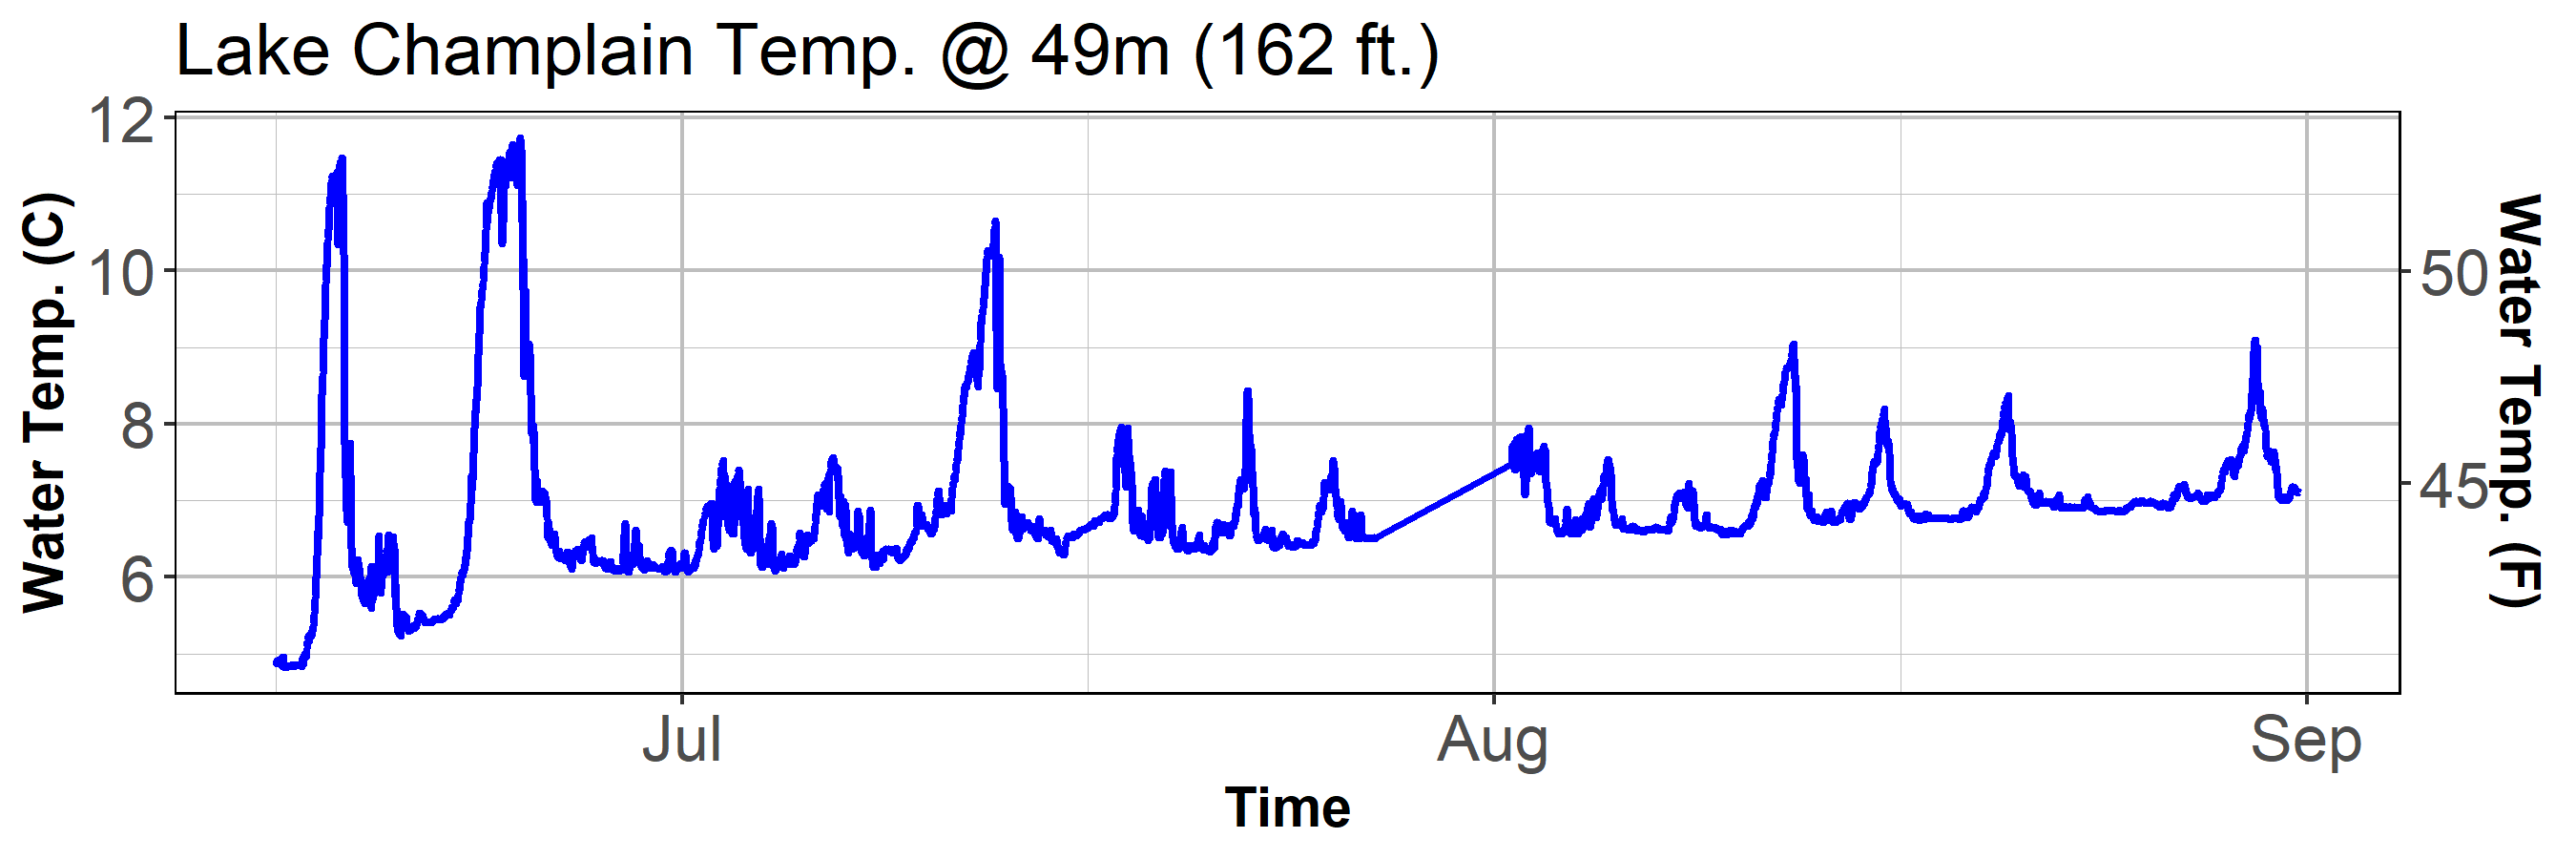 Lake Champlain Temp. @ 49m (162 ft.)
12
10
8
6
Water Temp. (C)
50
45
Water Temp. (F)
Jul
Aug
Sep
Time